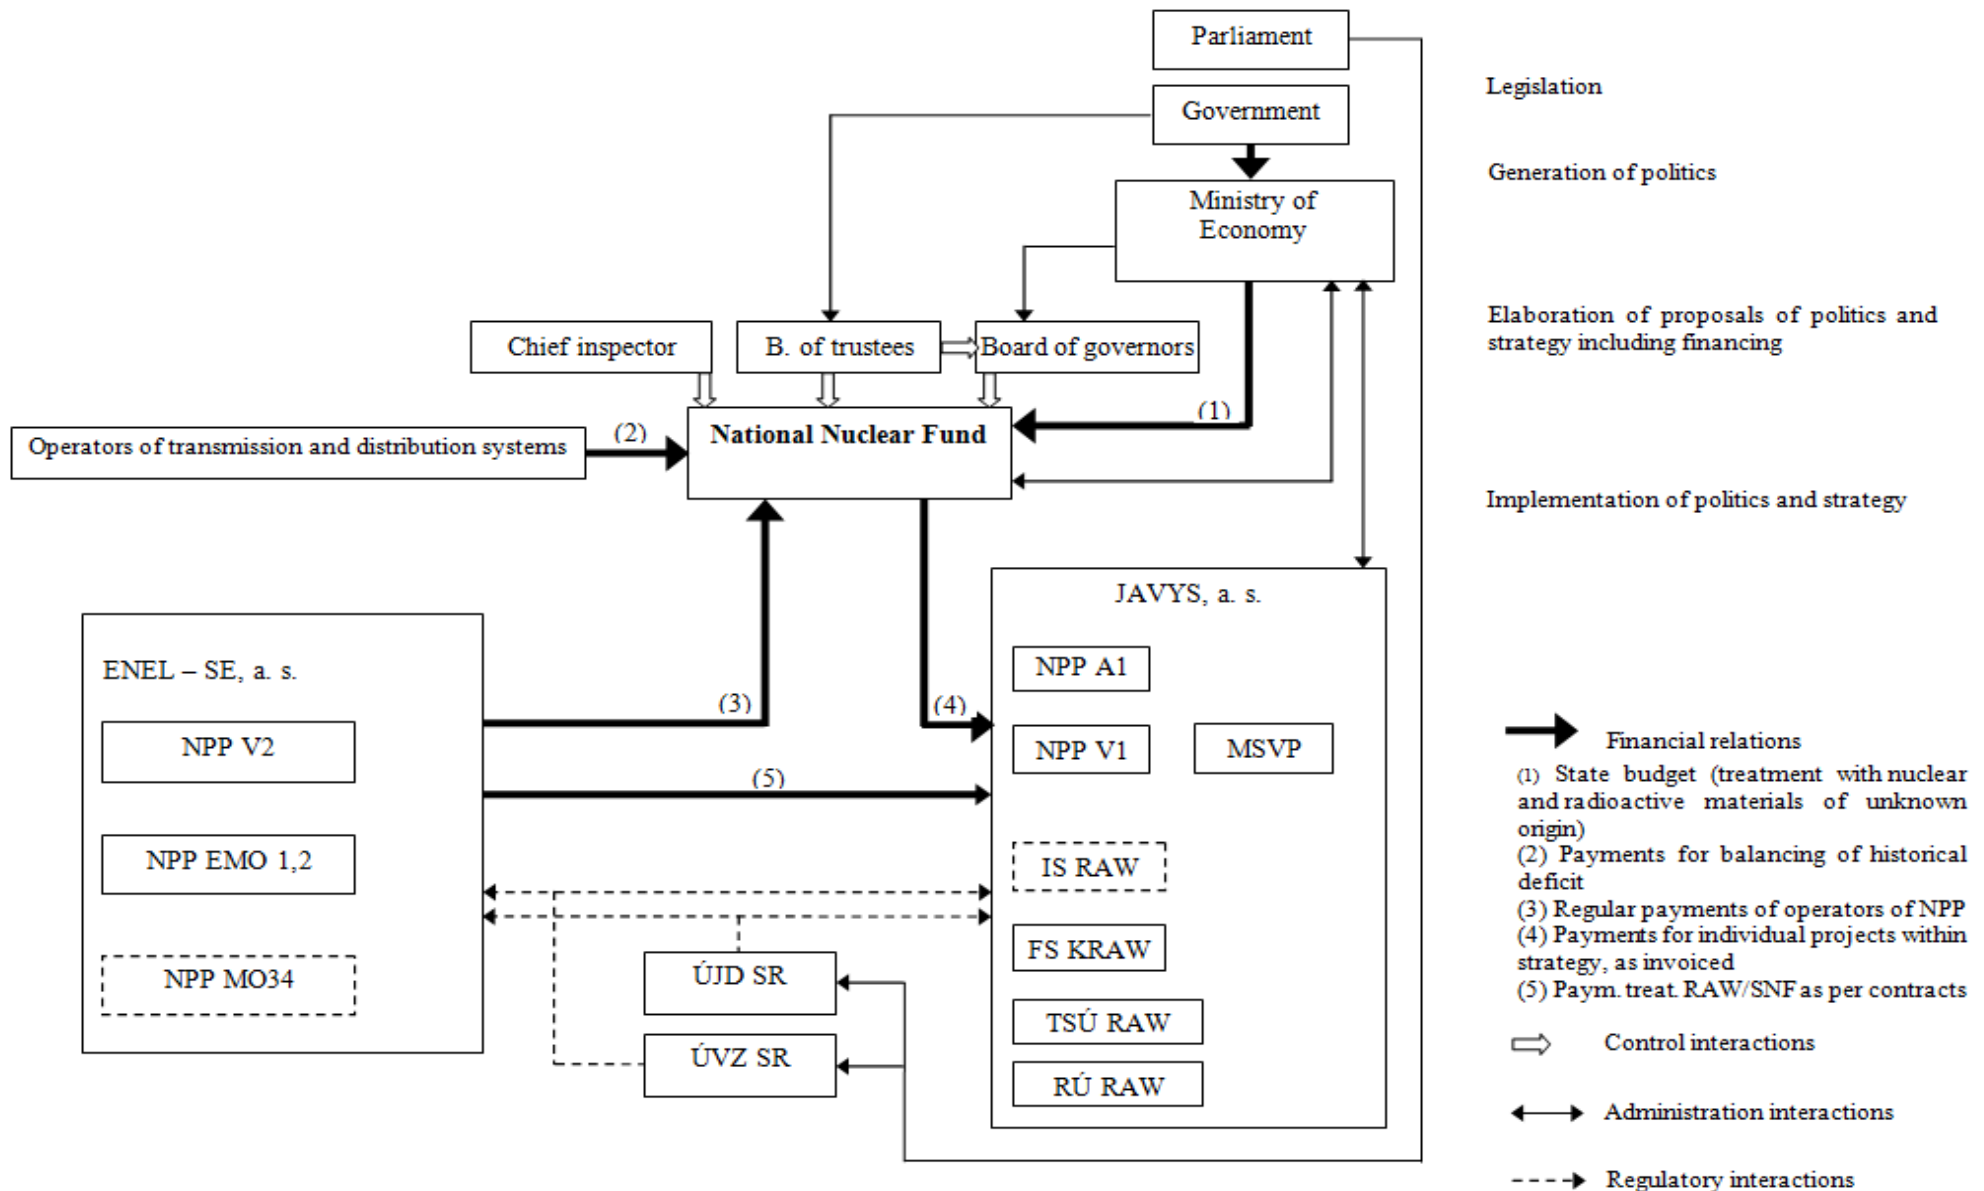 Parliament
Legislation
Government
Generation of politics
Ministry of
Economy
Elaboration of proposals of politics and
strategy including financing
Chief inspector
B. of trustees
Board of governors
(1)
(2)
Operators of transmission and distribution systems
National Nuclear Fund
Implementation of politics and strategy
JAVYS, a. s.
ENEL – SE, a. s.
NPP A1
(3)
(4)
NPP V2
NPP V1
MSVP
(5)
NPP EMO 1,2
IS RAW
FS KRAW
NPP MO34
ÚJD SR
TSÚ RAW
ÚVZ SR
RÚ RAW
Financial relations
(1) State budget (treatment with nuclear
and radioactive materials of unknown
origin)
(2) Payments for balancing of historical
deficit
(3) Regular payments of operators of NPP
(4) Payments for individual projects within
strategy, as invoiced
(5) Paym. treat. RAW/SNF as per contracts
Control interactions
Administration interactions
Regulatory interactions